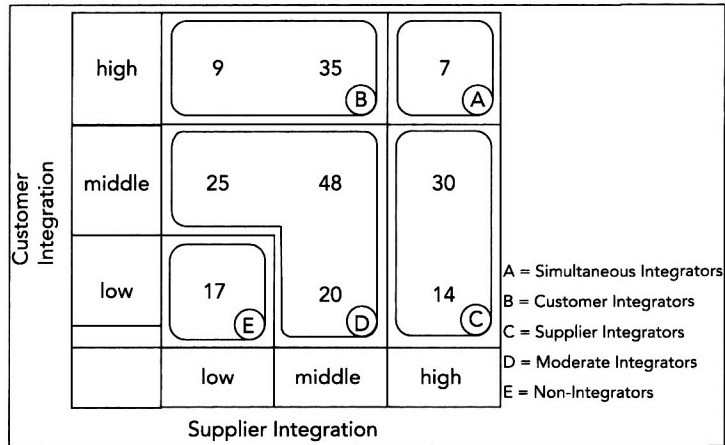 Customer
Integration
high 9 35 7
B A
middle 25 48 30
low 17 20 14
E D C
low middle high
Supplier Integration
A = Simultaneous Integrators
B = Customer Integrators
C = Supplier Integrators
D = Moderate Integrators
E = Non-Integrators